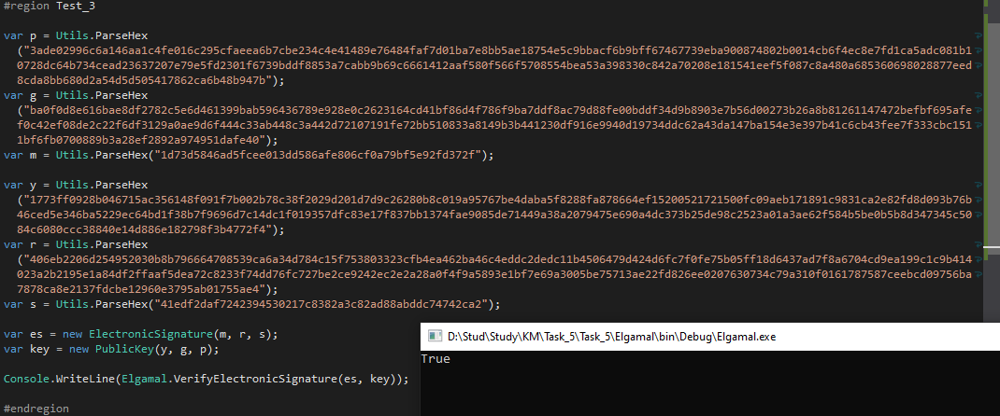 #region Test_3
var p = Utils.ParseHex
("3ade02996c6a146aa1c4fe016c295cfaeea6b7cbe234c4e41489e76484faf7d01ba7e8bb5ae18754e5c9bbacf6b9bff67467739eba900874802b0014cb6f4ec8e7fd1ca5adc081b1
0728dc64b734cead23637207e79e5fd2301f6739bddf8853a7cabb9b69c6661412aaf580f566f5708554bea53a398330c842a70208e181541eef5f087c8a480a685360698028877eed
8cda8bb680d2a54d5d505417862ca6b48b947b");
var g = Utils.ParseHex
("ba0f0d8e616bae8df2782c5e6d461399bab596436789e928e0c2623164cd41bf86d4f786f9ba7ddf8ac79d88fe00bddf34d9b8903e7b56d00273b26a8b81261147472befbf695afe
f0c42ef08de2c22f6df3129a0ae9d6f444c33ab448c3a442d72107191fe72bb510833a8149b3b441230df916e9940d19734ddc62a43da147ba154e3e397b41c6cb43fee7f333cbc151
1bf6fb0700889b3a28ef2892a974951dafe40");
var m = Utils.ParseHex("1d73d5846ad5fcee013dd586afe806cf0a79bf5e92fd372f");
var y = Utils.ParseHex
("1773ff0928b046715ac356148f091f7b002b78c38f2029d201d7d9c26280b8c019a95767be4daba5f8288fa878664ef15200521721500fc09aeb171891c9831ca2e82fd8d093b76b
46ced5e346ba5229ec64bd1f38b7f9696d7c14dc1f019357dfc83e17f837bb1374fae9085de71449a38a2079475e690a4dc373b25de98c2523a01a3ae62f584b5be0b5b8d347345c50
84c6080ccc38840e14d886e182798f3b4772f4");
var r = Utils.ParseHex
("406eb2206d254952030b8b796664708539ca6a34d784c15f753803323cfb4ea462ba46c4eddc2dedc11b4506479d424d6fc7f0fe75b05ff18d6437ad7f8a6704cd9ea199c1c9b414
023a2b2195e1a84df2ffaaf5dea72c8233f74dd76fc727be2ce9242ec2e2a28a0f4f9a5893e1bf7e69a3005be75713ae22fd826ee0207630734c79a310f0161787587ceebcd09756ba
7878ca8e2137fdcbe12960e3795ab01755ae4");
var s = Utils.ParseHex("41edf2daf7242394530217c8382a3c82ad88abddc74742ca2");
var es = new ElectronicSignature(m, r, s);
var key = new PublicKey(y, g, p);
Console.WriteLine(Elgamal.VerifyElectronicSignature(es, key));
#endregion
D:\Stud\Study\KM\Task_5\Task_5\Elgamal\bin\Debug\Elgamal.exe
True